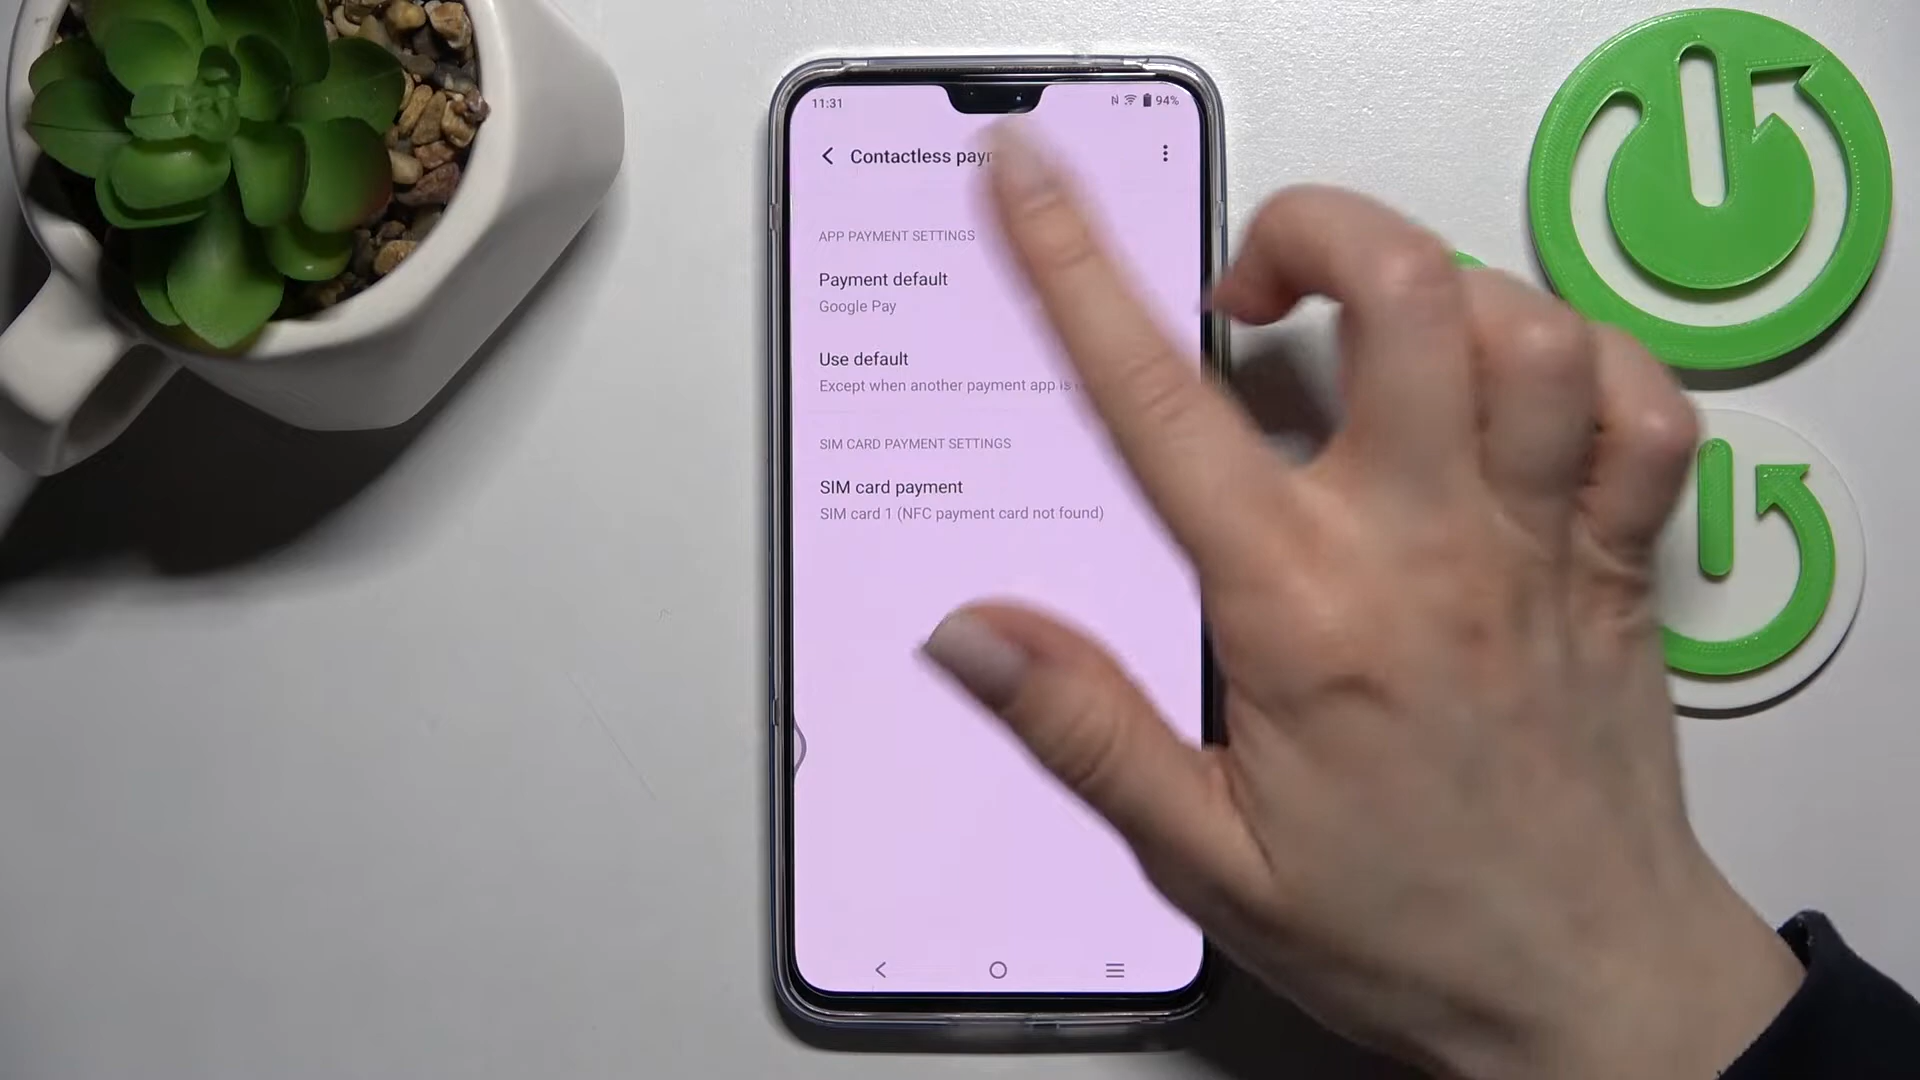 11:31
N 94%
Contactless
APP PAYMENT SETTINGS
Payment default
Google Pay
Use default
Except when another payment app is
SIM CARD PAYMENT SETTINGS
SIM card payment
SIM card 1 (NFC payment card not found)